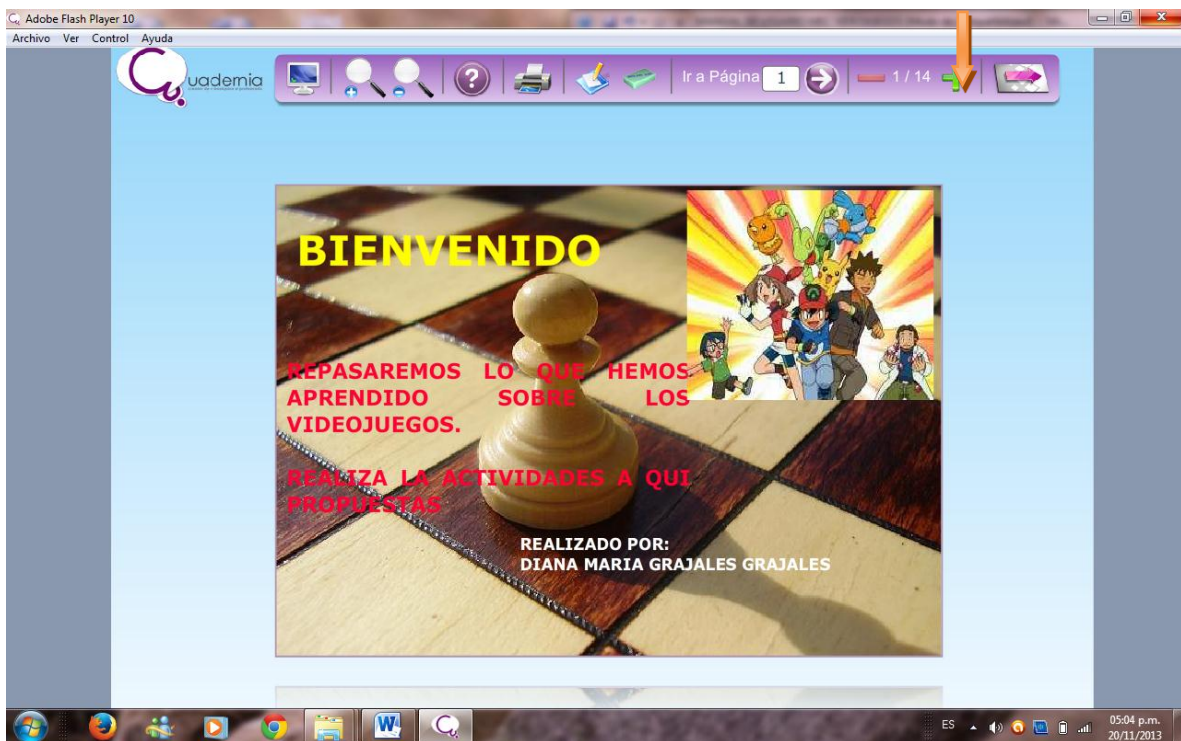 Adobe Flash Player 10
Archivo Ver Control Ayuda
Cu.
uadernia
Ir a Página 1
1 / 14
BIENVENIDO
REPASAREMOS LO QUE HEMOS
APRENDIDO SOBRE LOS
VIDEOJUEGOS.
REALIZA LA ACTIVIDADES A QUI
PROPUESTAS
REALIZADO POR:
DIANA MARIA GRAJALES GRAJALES
ES
05:04 p.m.
20/11/2013